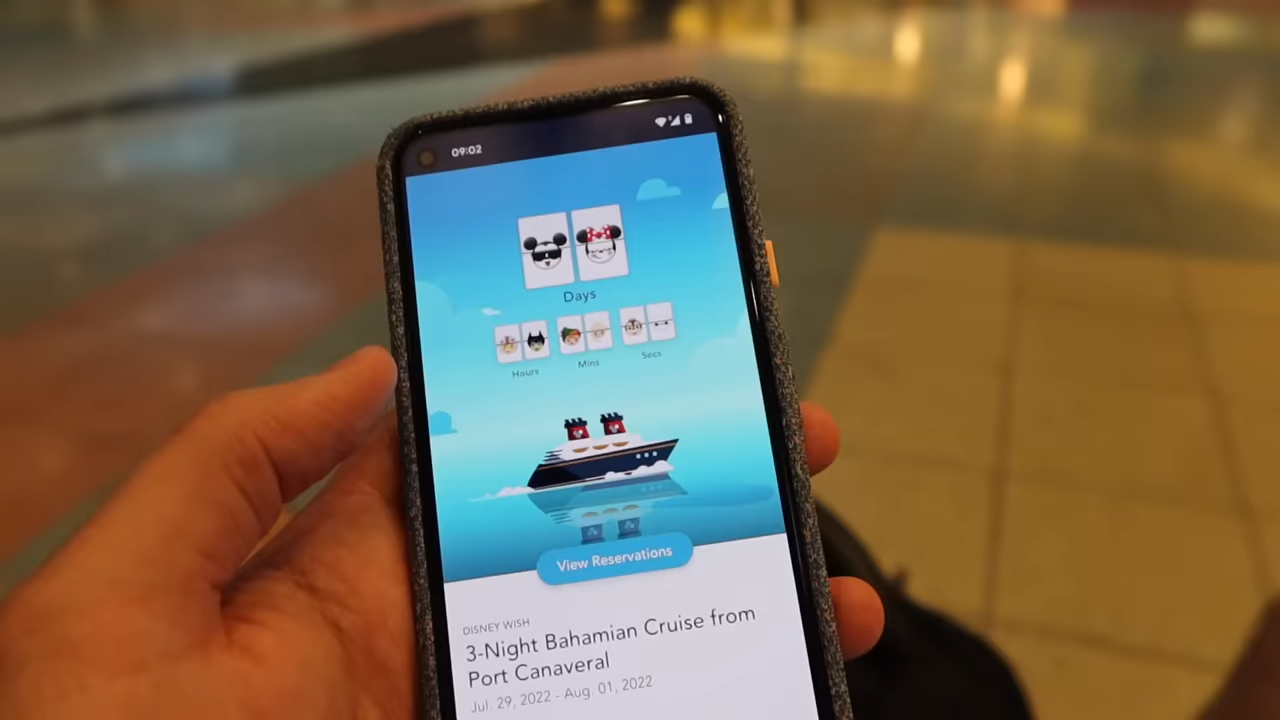 09:02
Days
Hours
Mins
Secs
View Reservations
DISNEY WISH
3-Night Bahamian Cruise from
Port Canaveral
Jul. 29, 2022 - Aug. 01, 2022